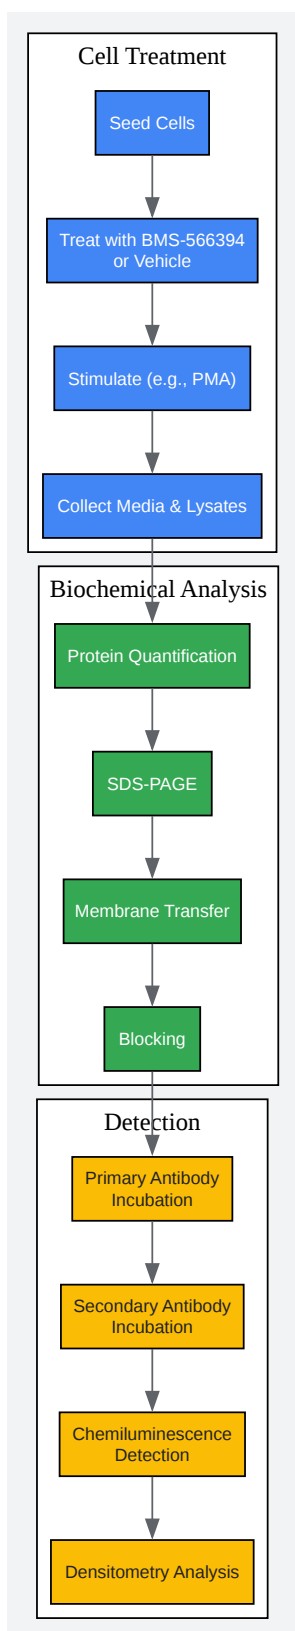 Cell Treatment
Seed Cells
Treat with BMS-566394
or Vehicle
Stimulate (e.g., PMA)
Collect Media & Lysates
Biochemical Analysis
Protein Quantification
SDS-PAGE
Membrane Transfer
Blocking
Detection
Primary Antibody
Incubation
Secondary Antibody
Incubation
Chemiluminescence
Detection
Densitometry Analysis